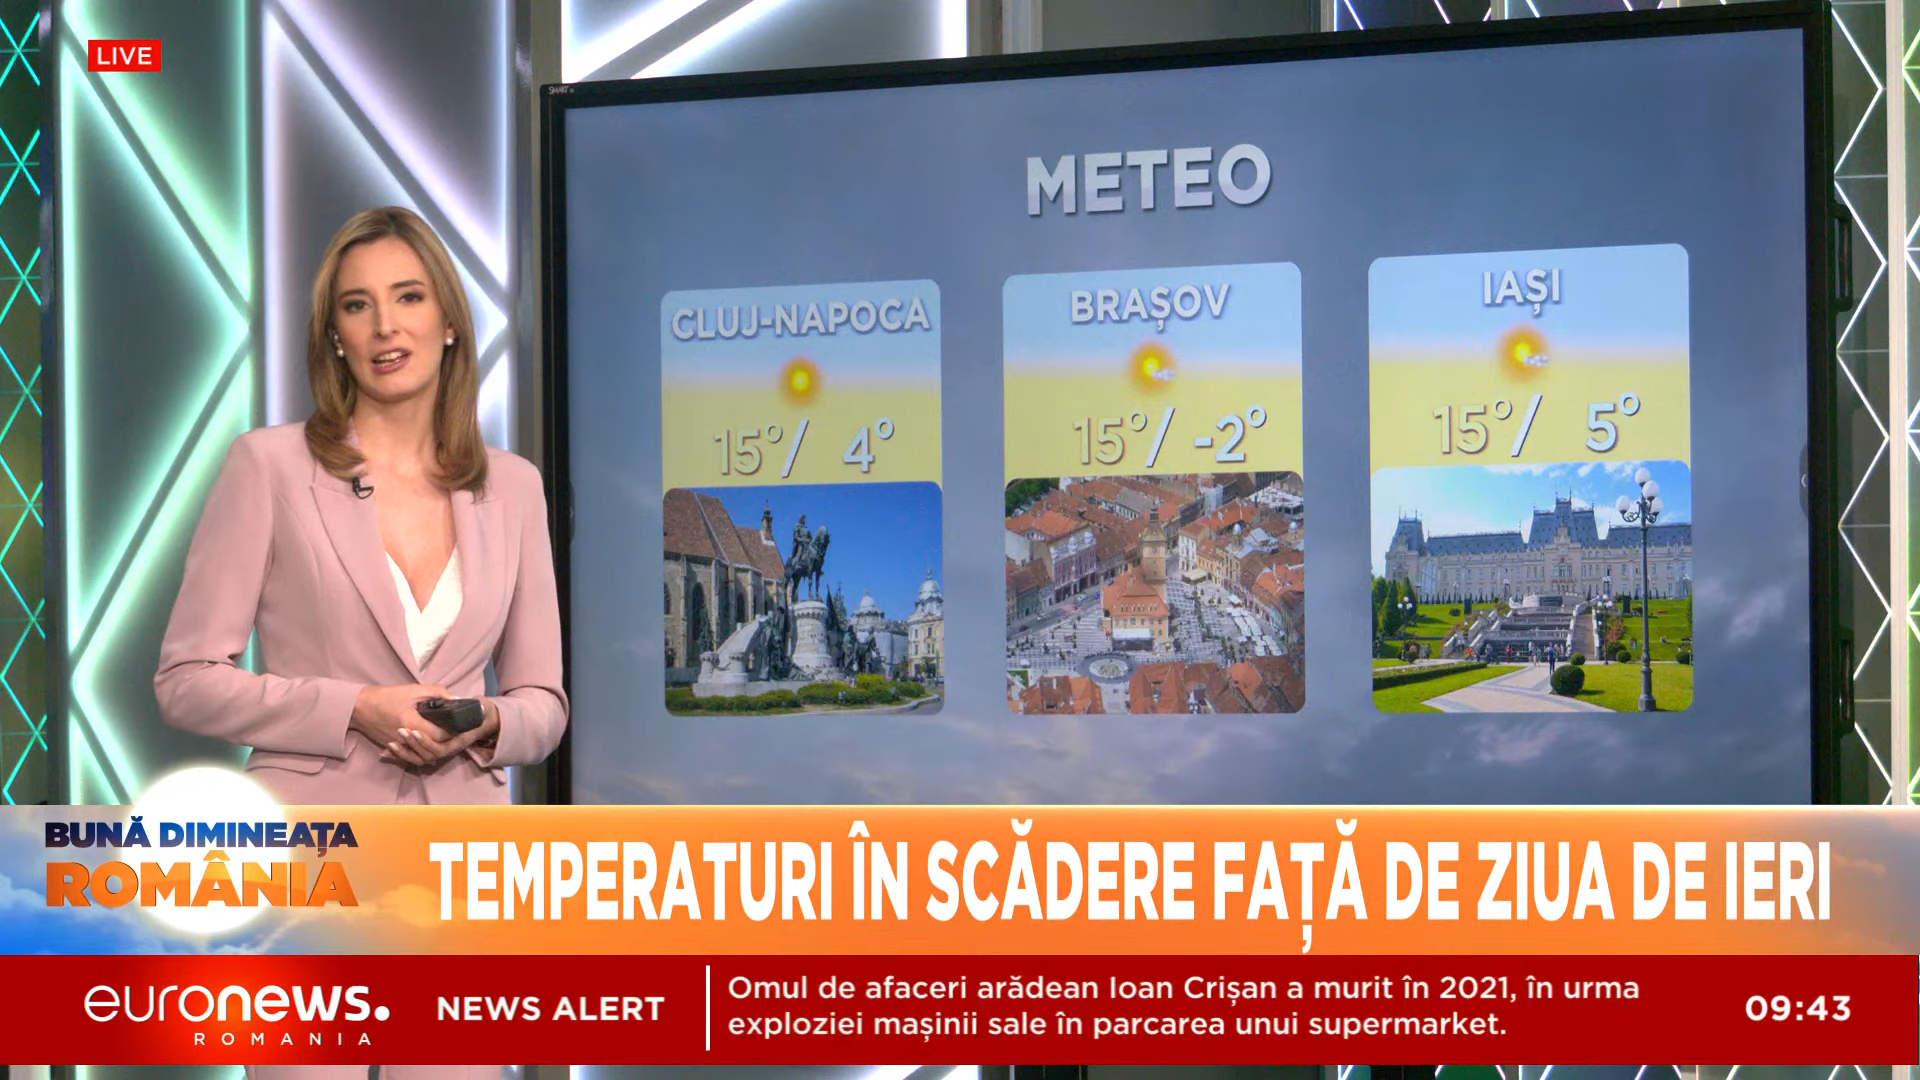 LIVE
SMART
METEO
CLUJ-NAPOCA
15°/ 4°
BRAȘOV
15°/ -2°
IAȘI
15°/ 5°
BUNĂ DIMINEAȚA
ROMÂNIA
TEMPERATURI ÎN SCĂDERE FAȚĂ DE ZIUA DE IERI
euronews.
ROMANIA
NEWS ALERT
Omul de afaceri arădean Ioan Crișan a murit în 2021, în urma
exploziei mașinii sale în parcarea unui supermarket.
09:43